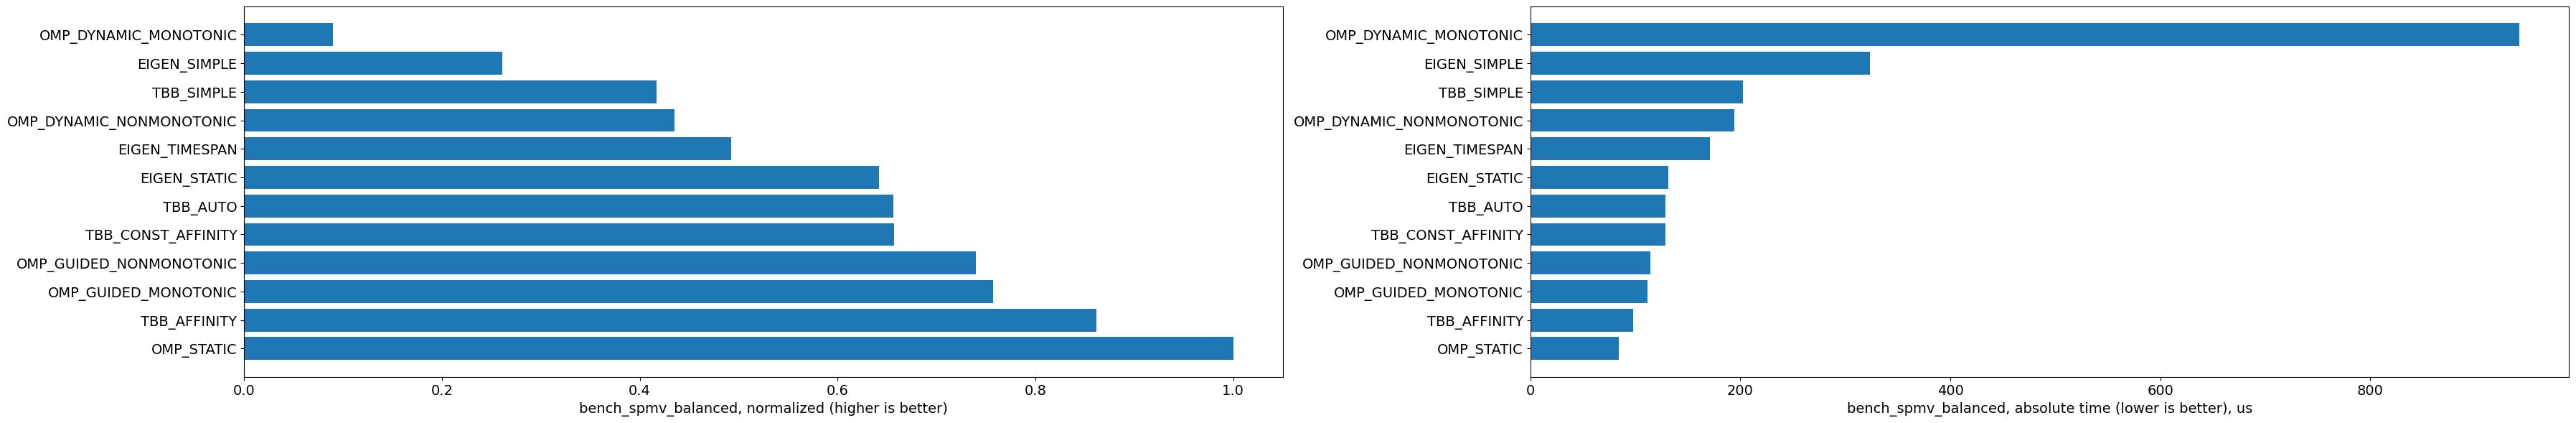 OMP_DYNAMIC_MONOTONIC
EIGEN_SIMPLE
TBB_SIMPLE
OMP_DYNAMIC_NONMONOTONIC
EIGEN_TIMESPAN
EIGEN_STATIC
TBB_AUTO
TBB_CONST_AFFINITY
OMP_GUIDED_NONMONOTONIC
OMP_GUIDED_MONOTONIC
TBB_AFFINITY
OMP_STATIC
0.0 0.2 0.4 0.6 0.8 1.0
bench_spmv_balanced, normalized (higher is better)
OMP_DYNAMIC_MONOTONIC
EIGEN_SIMPLE
TBB_SIMPLE
OMP_DYNAMIC_NONMONOTONIC
EIGEN_TIMESPAN
EIGEN_STATIC
TBB_AUTO
TBB_CONST_AFFINITY
OMP_GUIDED_NONMONOTONIC
OMP_GUIDED_MONOTONIC
TBB_AFFINITY
OMP_STATIC
0 200 400 600 800
bench_spmv_balanced, absolute time (lower is better), us